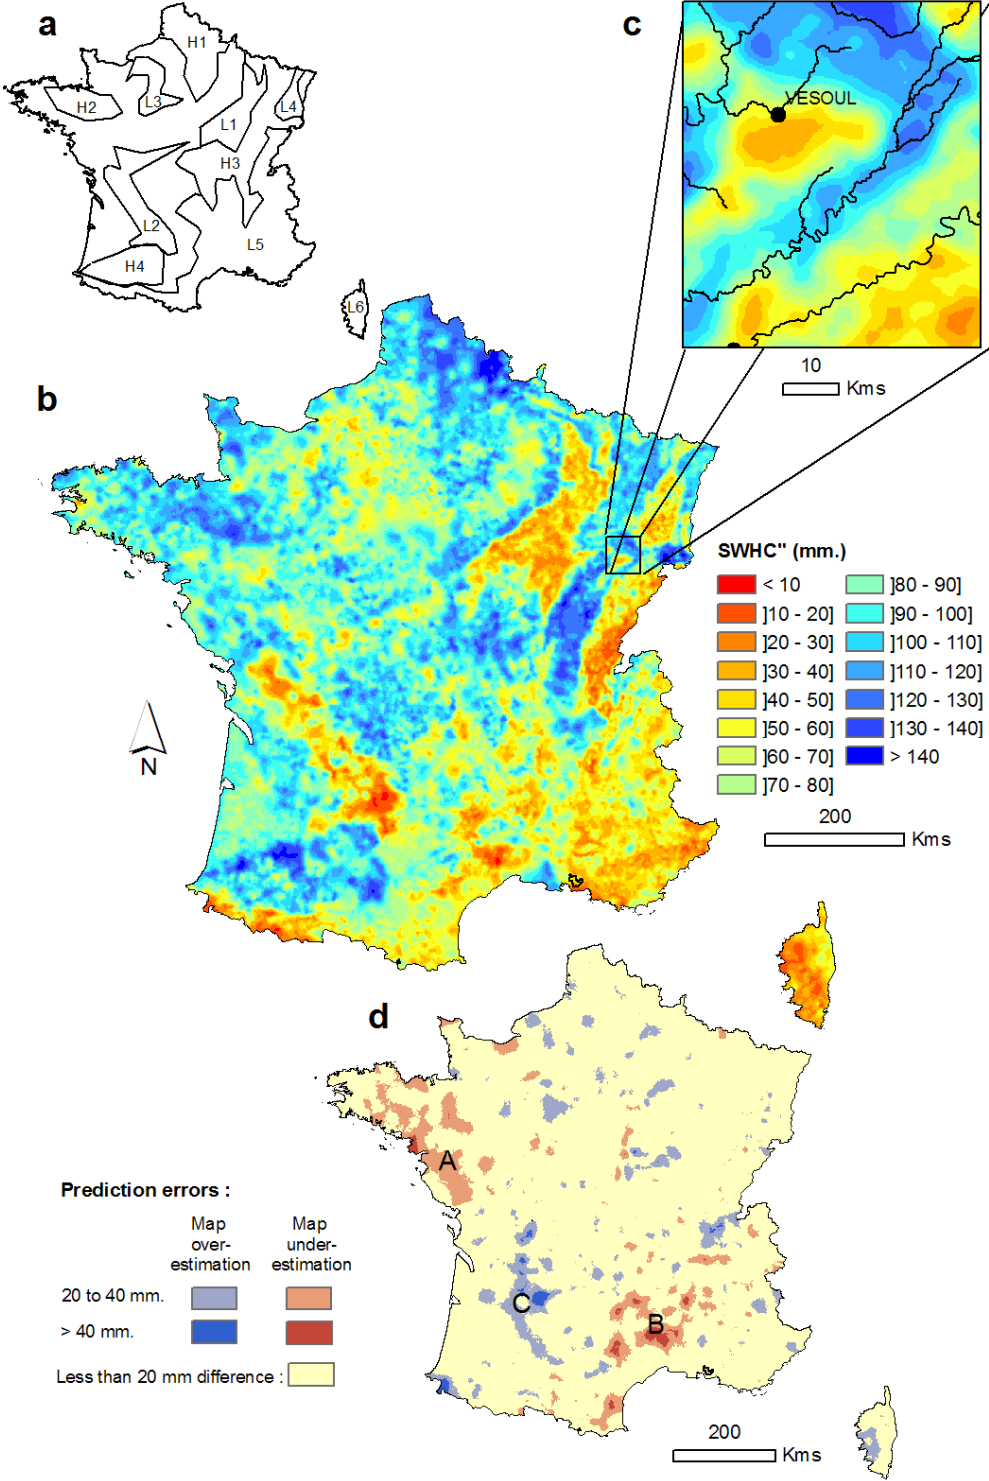 a
H1
H2
L3
L4
L1
H3
L2
L5
H4
L6
c
VESOUL
10
Kms
b
N
SWHC" (mm.)
< 10
]10 - 20]
]20 - 30]
]30 - 40]
]40 - 50]
]50 - 60]
]60 - 70]
]70 - 80]
]80 - 90]
]90 - 100]
]100 - 110]
]110 - 120]
]120 - 130]
]130 - 140]
> 140
200
Kms
d
A
B
C
Prediction errors :
Map
over-
estimation
Map
under-
estimation
20 to 40 mm.
> 40 mm.
Less than 20 mm difference :
200
Kms